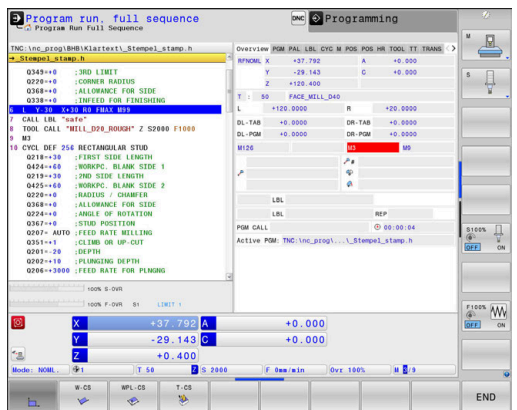 Program run, full sequence
Program Run Full Sequence
DNC
Programming
TNC:\nc_prog\BHB\Klartext\_Stempel_stamp.h
→_Stempel_stamp.h
Q349=+0 ;3RD LIMIT
Q220=+0 ;CORNER RADIUS
Q368=+0 ;ALLOWANCE FOR SIDE
Q338=+0 ;INFEED FOR FINISHING
6 L Y-30 X+30 R0 FMAX M99
7 CALL LBL "safe"
8 TOOL CALL "MILL_D20_ROUGH" Z S2000 F1000
9 M3
10 CYCL DEF 256 RECTANGULAR STUD
Q218=+30 ;FIRST SIDE LENGTH
Q424=+60 ;WORKPC. BLANK SIDE 1
Q219=+30 ;2ND SIDE LENGTH
Q425=+60 ;WORKPC. BLANK SIDE 2
Q220=+0 ;RADIUS / CHAMFER
Q368=+0 ;ALLOWANCE FOR SIDE
Q224=+0 ;ANGLE OF ROTATION
Q367=+0 ;STUD POSITION
Q207= AUTO ;FEED RATE MILLING
Q351=+1 ;CLIMB OR UP-CUT
Q201=-20 ;DEPTH
Q202=+10 ;PLUNGING DEPTH
Q206=+3000 ;FEED RATE FOR PLNGNG
100% S-OVR
100% F-OVR S1 LIMIT 1
Overview PGM PAL LBL CYC M POS POS HR TOOL TT TRANS
RFNOML X +37.792 A +0.000
Y -29.143 C +0.000
Z +120.400
T : 50 FACE_MILL_D40
L +120.0000 R +20.0000
DL-TAB +0.0000 DR-TAB +0.0000
DL-PGM +0.0000 DR-PGM +0.0000
M126 M3 M9
LBL
LBL REP
PGM CALL 00:00:04
Active PGM: TNC:\nc_prog\...\_Stempel_stamp.h
X +37.792 A +0.000
Y -29.143 C +0.000
Z +0.400
Mode: NOML. 1 T 50 Z S 2000 F 0mm/min Ovr 100% M 3/9
W-CS WPL-CS T-CS END
M
S
S100%
OFF ON
F100%
OFF ON